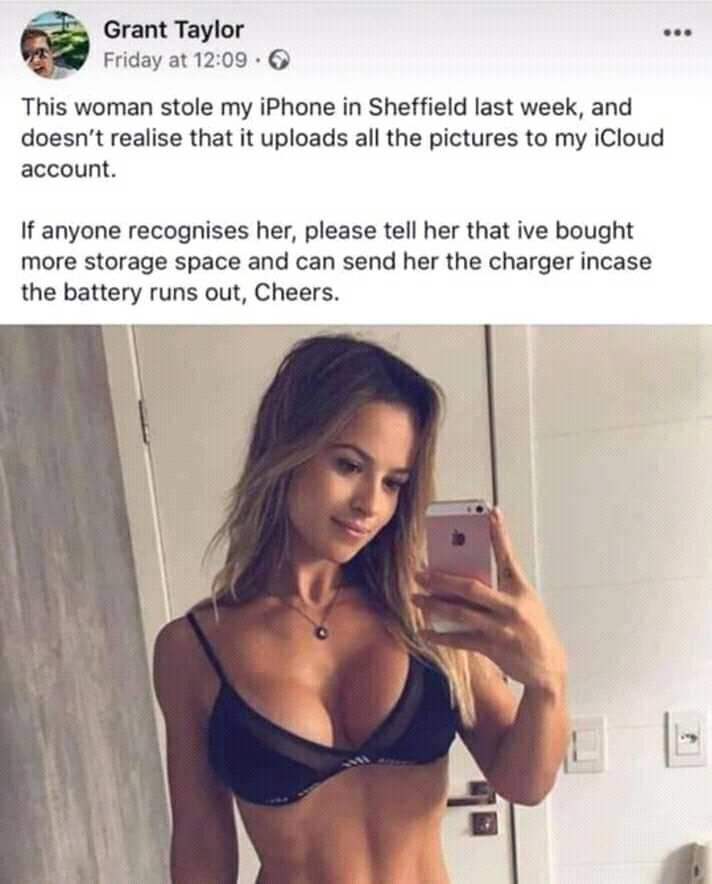 Grant Taylor
Friday at 12:09 ·
This woman stole my iPhone in Sheffield last week, and
doesn’t realise that it uploads all the pictures to my iCloud
account.
If anyone recognises her, please tell her that ive bought
more storage space and can send her the charger incase
the battery runs out, Cheers.